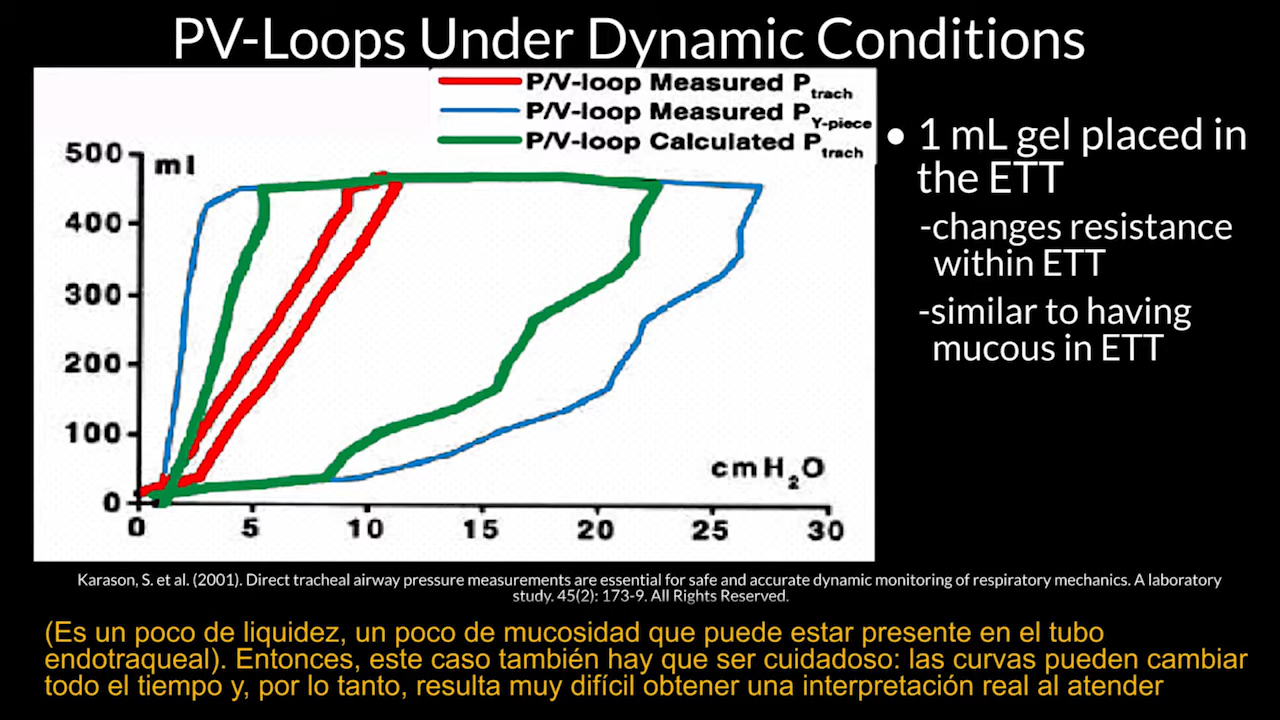 PV-Loops Under Dynamic Conditions
P/V-loop Measured P trach
P/V-loop Measured P Y-piece
P/V-loop Calculated P trach
500
ml
400
300
200
100
0
cmH2O
0 5 10 15 20 25 30
• 1 mL gel placed in
the ETT
-changes resistance
within ETT
-similar to having
mucous in ETT
Karason, S. et al. (2001). Direct tracheal airway pressure measurements are essential for safe and accurate dynamic monitoring of respiratory mechanics. A laboratory
study. 45(2): 173-9. All Rights Reserved.
(Es un poco de liquidez, un poco de mucosidad que puede estar presente en el tubo
endotraqueal). Entonces, este caso también hay que ser cuidadoso: las curvas pueden cambiar
todo el tiempo y, por lo tanto, resulta muy difícil obtener una interpretación real al atender